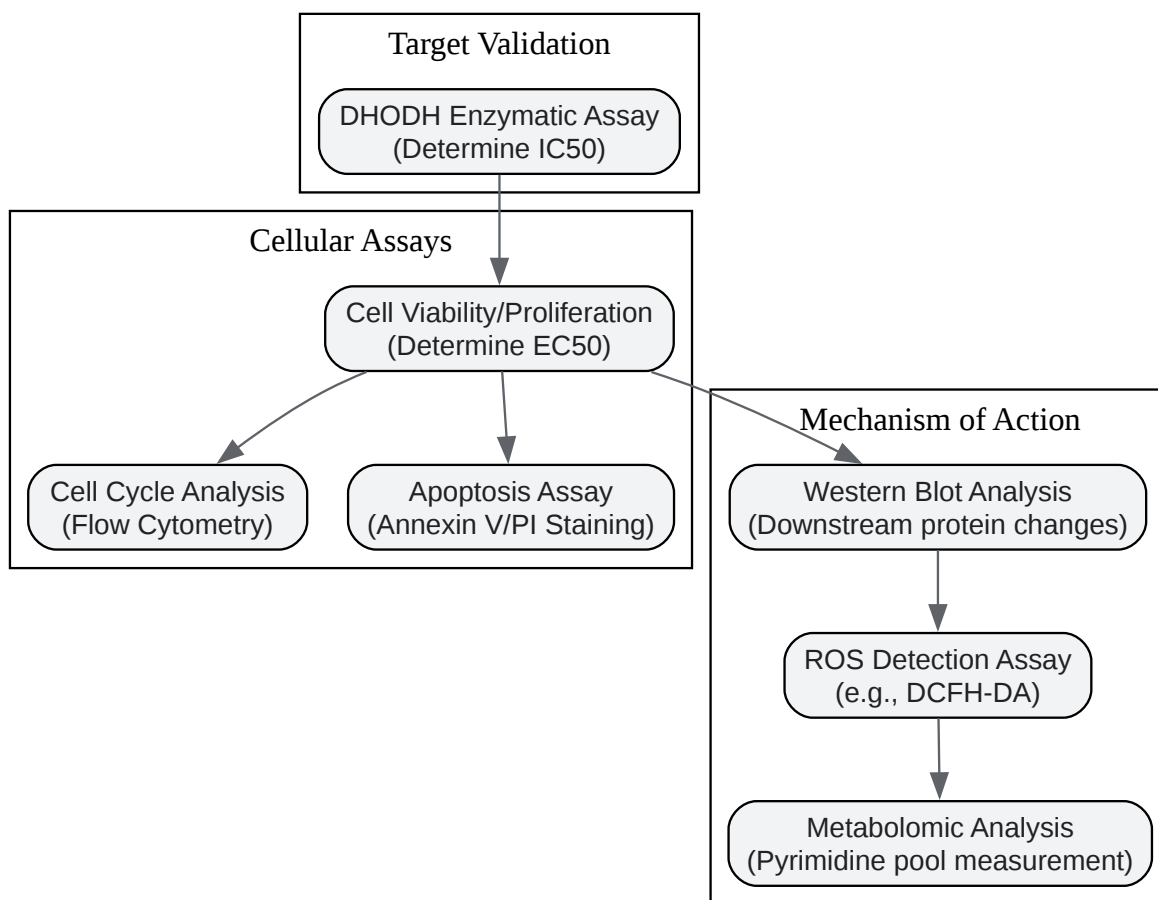 Target Validation
DHODH Enzymatic Assay
(Determine IC50)
Cellular Assays
Cell Viability/Proliferation
(Determine EC50)
Cell Cycle Analysis
(Flow Cytometry)
Apoptosis Assay
(Annexin V/PI Staining)
Mechanism of Action
Western Blot Analysis
(Downstream protein changes)
ROS Detection Assay
(e.g., DCFH-DA)
Metabolomic Analysis
(Pyrimidine pool measurement)